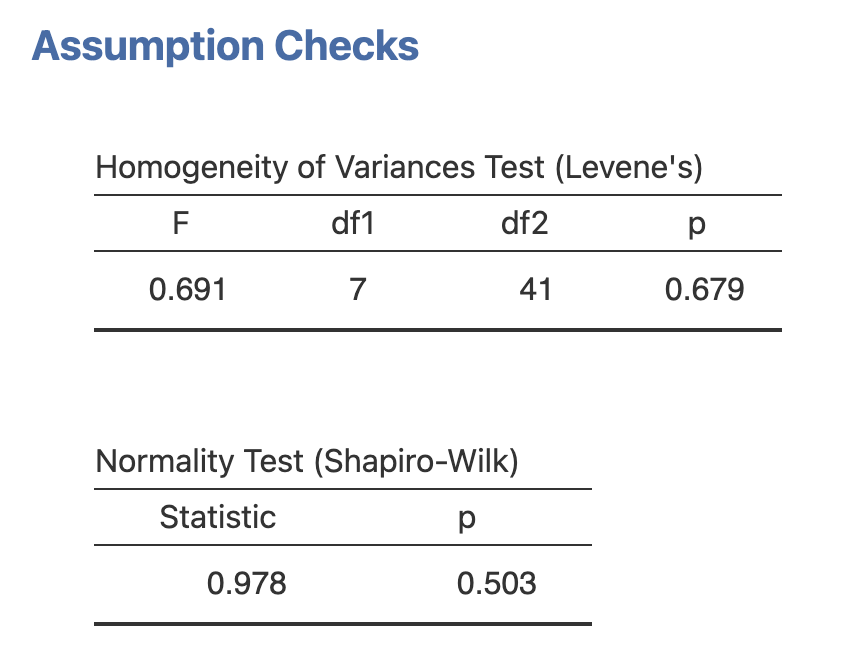 Assumption Checks
Homogeneity of Variances Test (Levene's)
F df1 df2 p
0.691 7 41 0.679
Normality Test (Shapiro-Wilk)
Statistic p
0.978 0.503